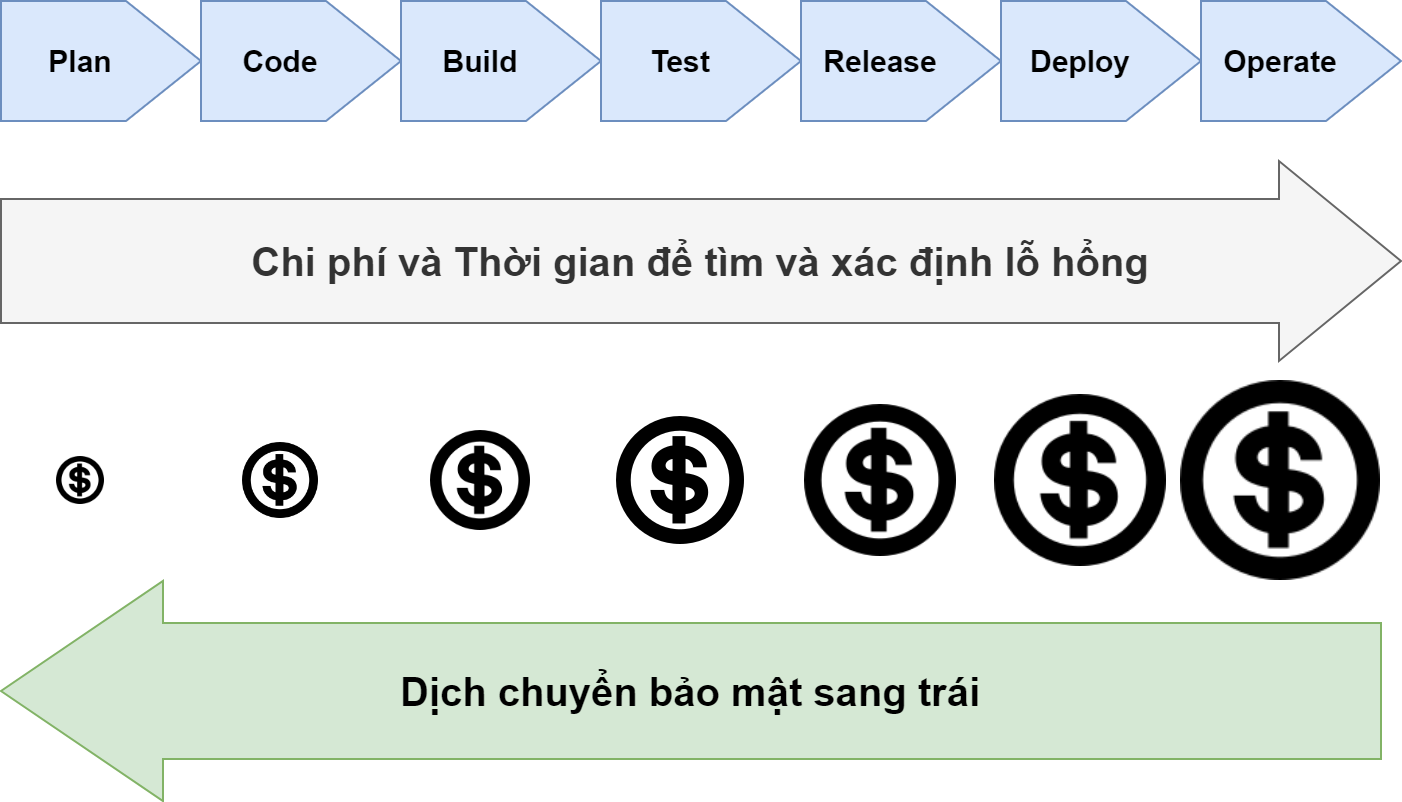 Plan
Code
Build
Test
Release
Deploy
Operate
Chi phí và Thời gian để tìm và xác định lỗ hổng
$ $ $ $ $ $ $
Dịch chuyển bảo mật sang trái